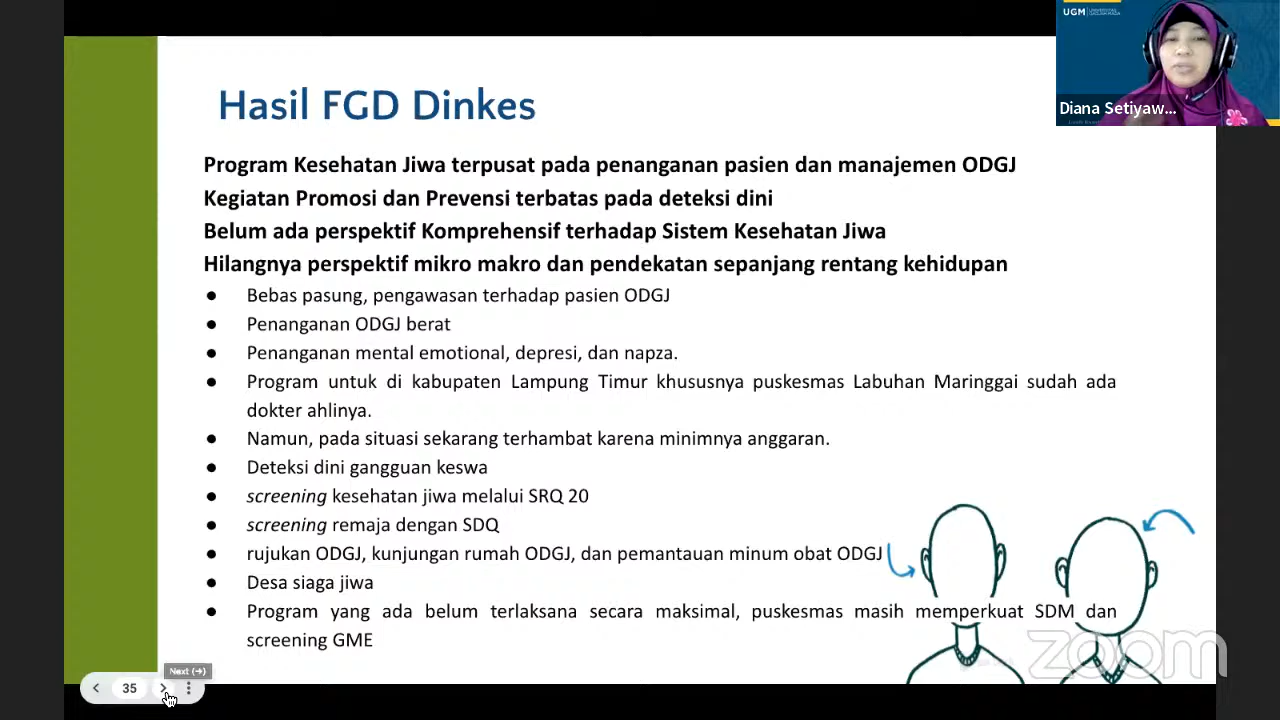 UGM
Diana Setiyaw...
Hasil FGD Dinkes
Program Kesehatan Jiwa terpusat pada penanganan pasien dan manajemen ODGJ
Kegiatan Promosi dan Prevensi terbatas pada deteksi dini
Belum ada perspektif Komprehensif terhadap Sistem Kesehatan Jiwa
Hilangnya perspektif mikro makro dan pendekatan sepanjang rentang kehidupan
● Bebas pasung, pengawasan terhadap pasien ODGJ
● Penanganan ODGJ berat
● Penanganan mental emotional, depresi, dan napza.
● Program untuk di kabupaten Lampung Timur khususnya puskesmas Labuhan Maringgai sudah ada
dokter ahlinya.
● Namun, pada situasi sekarang terhambat karena minimnya anggaran.
● Deteksi dini gangguan keswa
● screening kesehatan jiwa melalui SRQ 20
● screening remaja dengan SDQ
● rujukan ODGJ, kunjungan rumah ODGJ, dan pemantauan minum obat ODGJ
● Desa siaga jiwa
● Program yang ada belum terlaksana secara maksimal, puskesmas masih memperkuat SDM dan
screening GME
zoom
Next (→)
35